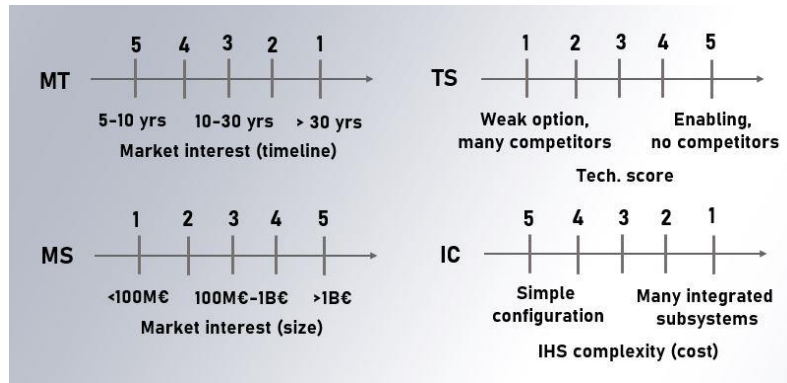 5 4 3 2 1
MT
5-10 yrs 10-30 yrs > 30 yrs
Market interest (timeline)
1 2 3 4 5
TS
Weak option, Enabling,
many competitors no competitors
Tech. score
1 2 3 4 5
MS
<100M€ 100M€-1B€ >1B€
Market interest (size)
5 4 3 2 1
IC
Simple Many integrated
configuration subsystems
IHS complexity (cost)